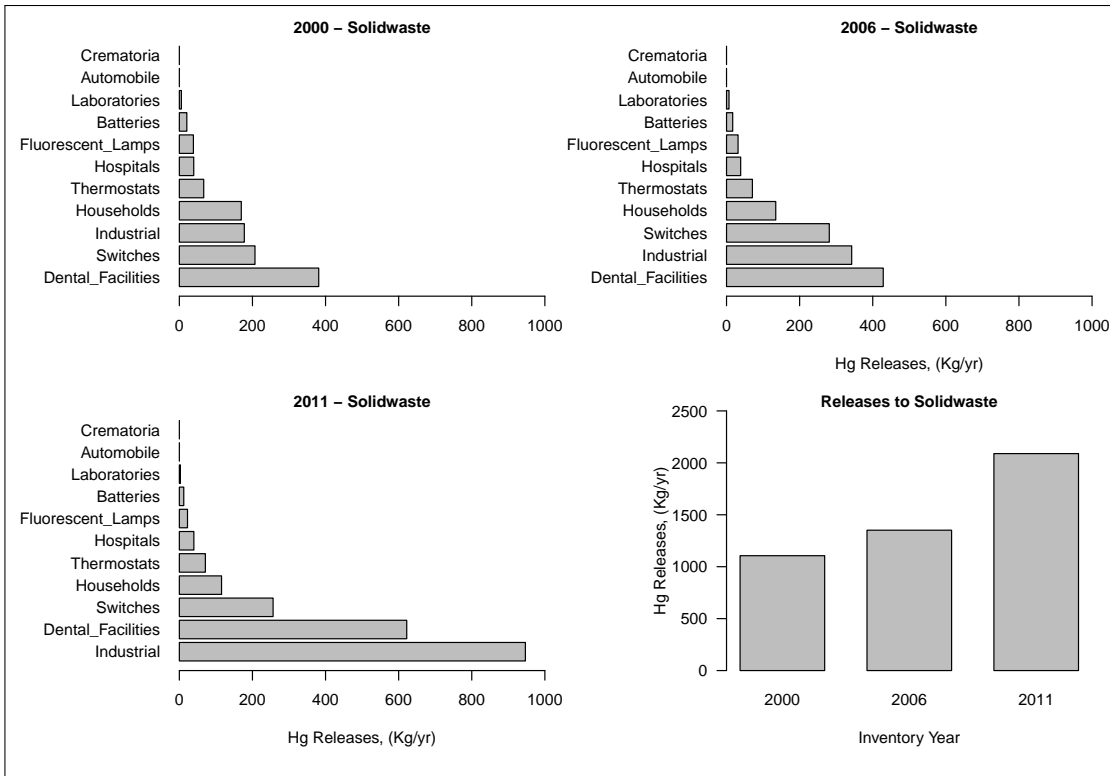 2000 – Solidwaste
Crematoria
Automobile
Laboratories
Batteries
Fluorescent_Lamps
Hospitals
Thermostats
Households
Industrial
Switches
Dental_Facilities
0 200 400 600 800 1000
2006 – Solidwaste
Crematoria
Automobile
Laboratories
Batteries
Fluorescent_Lamps
Hospitals
Thermostats
Households
Switches
Industrial
Dental_Facilities
0 200 400 600 800 1000
Hg Releases, (Kg/yr)
2011 – Solidwaste
Crematoria
Automobile
Laboratories
Batteries
Fluorescent_Lamps
Hospitals
Thermostats
Households
Switches
Dental_Facilities
Industrial
0 200 400 600 800 1000
Hg Releases, (Kg/yr)
Releases to Solidwaste
Hg Releases, (Kg/yr)
2500
2000
1500
1000
500
0
2000 2006 2011
Inventory Year